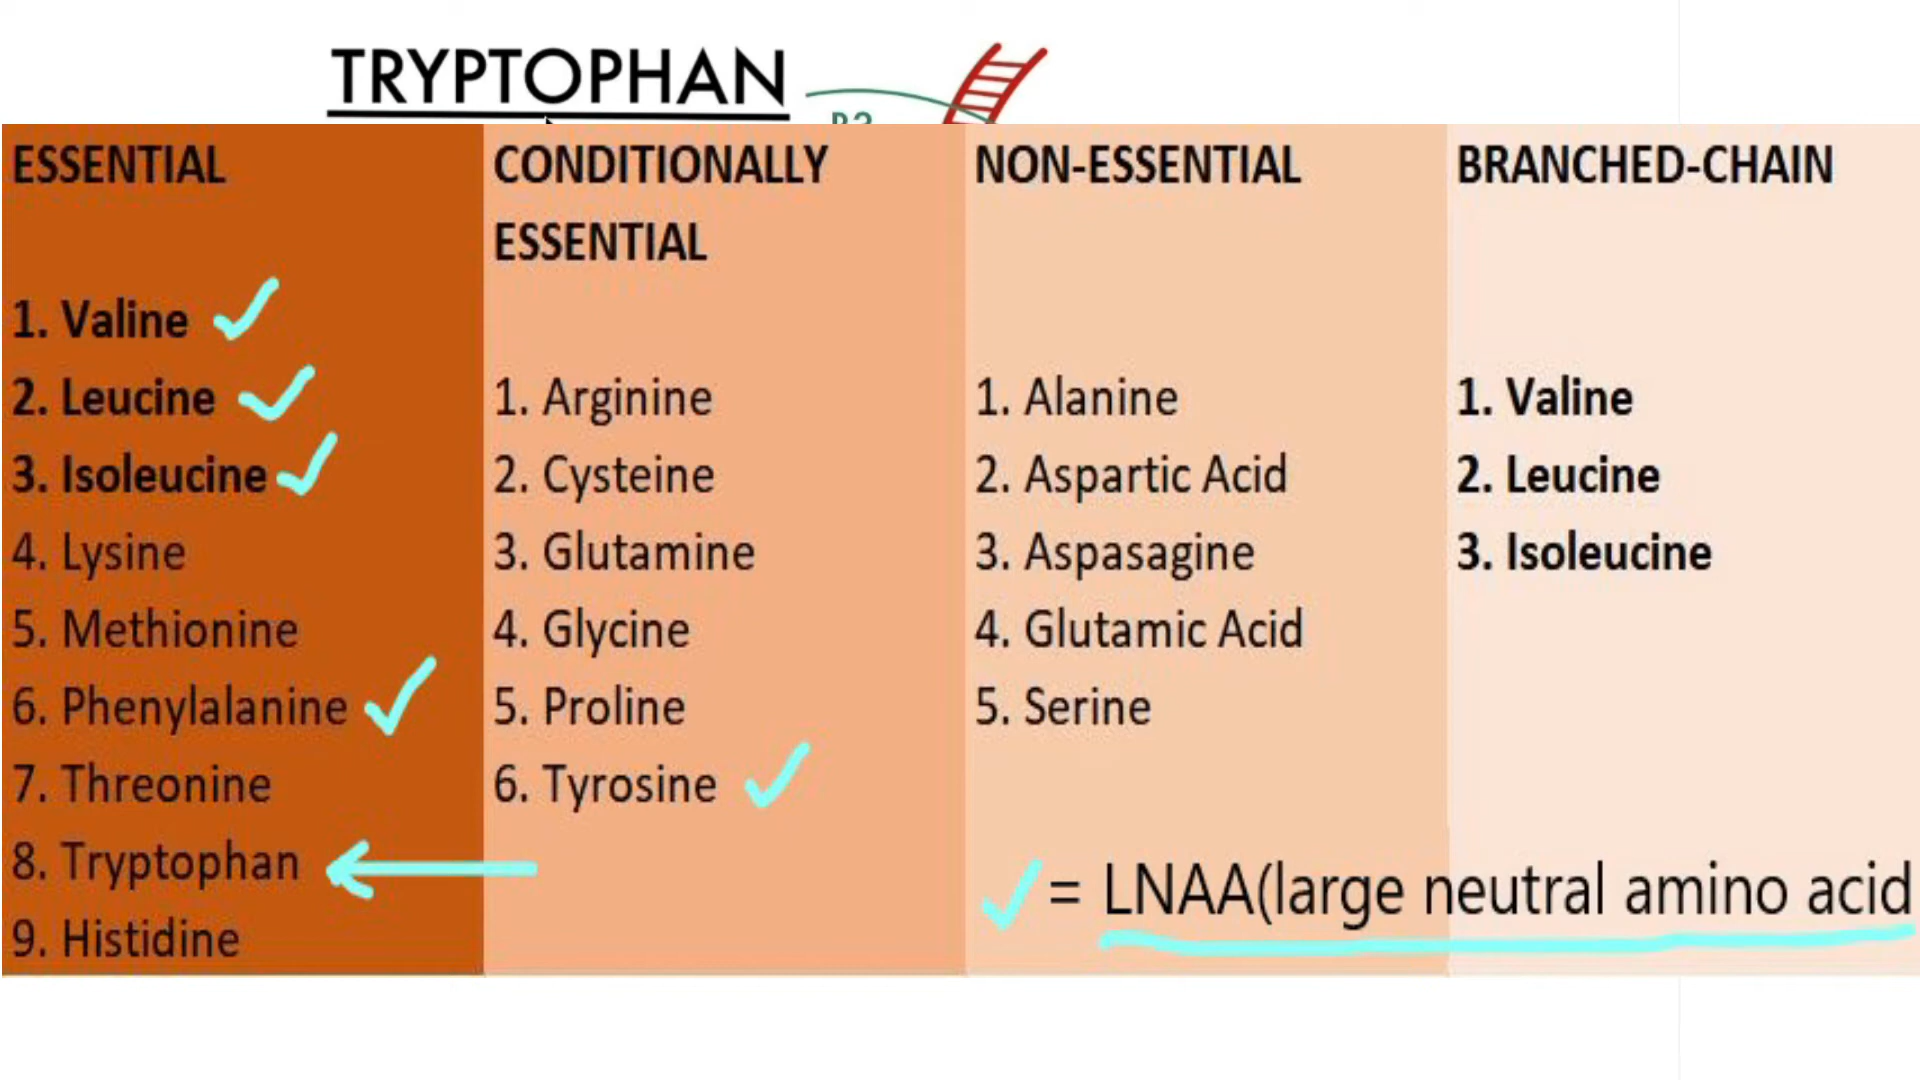 TRYPTOPHAN
ESSENTIAL
1. Valine
2. Leucine
3. Isoleucine
4. Lysine
5. Methionine
6. Phenylalanine
7. Threonine
8. Tryptophan
9. Histidine
CONDITIONALLY
ESSENTIAL
1. Arginine
2. Cysteine
3. Glutamine
4. Glycine
5. Proline
6. Tyrosine
NON-ESSENTIAL
1. Alanine
2. Aspartic Acid
3. Aspasagine
4. Glutamic Acid
5. Serine
BRANCHED-CHAIN
1. Valine
2. Leucine
3. Isoleucine
= LNAA(large neutral amino acid